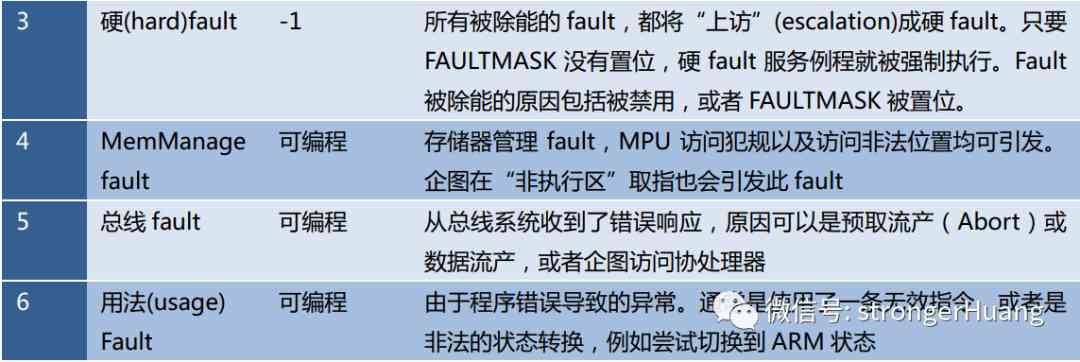 3 硬(hard)fault -1 所有被除能的 fault，都将“上访”(escalation)成硬 fault。只要
FAULTMASK 没有置位，硬 fault 服务例程就被强制执行。Fault
被除能的原因包括被禁用，或者 FAULTMASK 被置位。
4 MemManage 可编程 存储器管理 fault，MPU 访问犯规以及访问非法位置均可引发。
fault 企图在“非执行区”取指也会引发此 fault
5 总线 fault 可编程 从总线系统收到了错误响应，原因可以是预取流产（Abort）或
数据流产，或者企图访问协处理器
6 用法(usage) 可编程 由于程序错误导致的异常。通常是使用了一条无效指令，或者是
Fault 非法的状态转换，例如尝试切换到 ARM 状态
微信号: strongerHuang